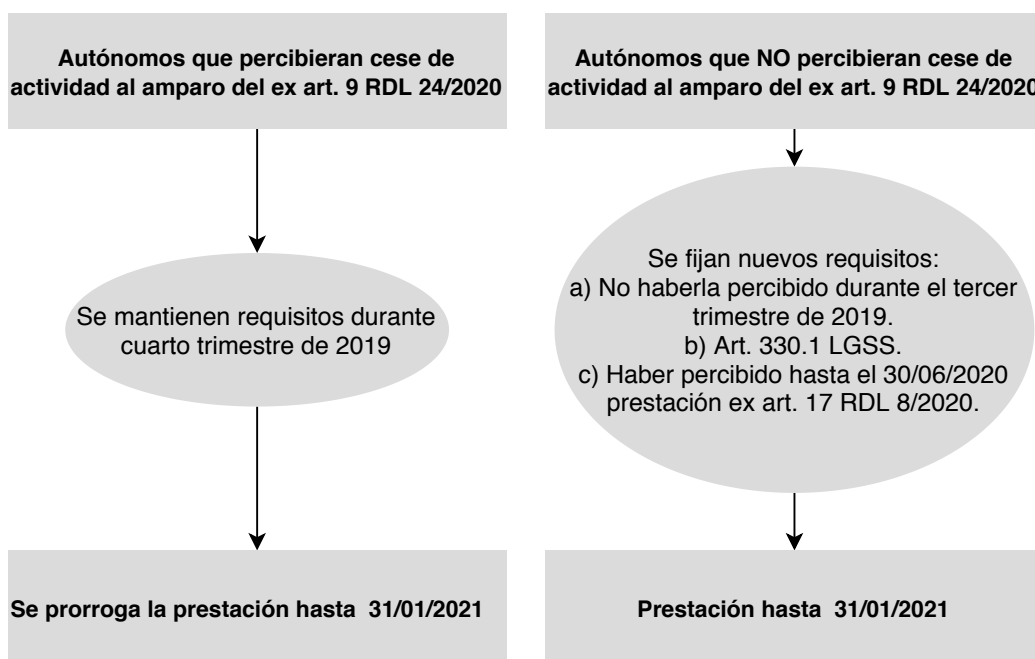 Autónomos que percibieran cese de
actividad al amparo del ex art. 9 RDL 24/2020
Se mantienen requisitos durante
cuarto trimestre de 2019
Se prorroga la prestación hasta 31/01/2021
Autónomos que NO percibieran cese de
actividad al amparo del ex art. 9 RDL 24/2020
Se fijan nuevos requisitos:
a) No haberla percibido durante el tercer
trimestre de 2019.
b) Art. 330.1 LGSS.
c) Haber percibido hasta el 30/06/2020
prestación ex art. 17 RDL 8/2020.
Prestación hasta 31/01/2021